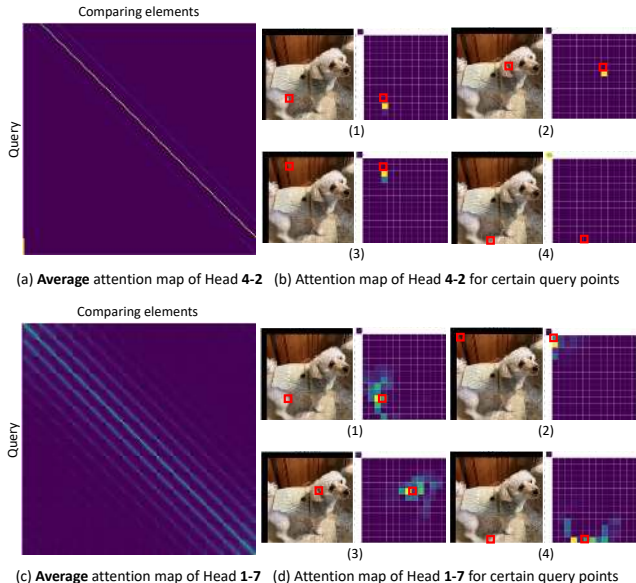 Comparing elements
Query
(1)
(2)
(3)
(4)
(a) Average attention map of Head 4-2 (b) Attention map of Head 4-2 for certain query points
Comparing elements
Query
(1)
(2)
(3)
(4)
(c) Average attention map of Head 1-7 (d) Attention map of Head 1-7 for certain query points